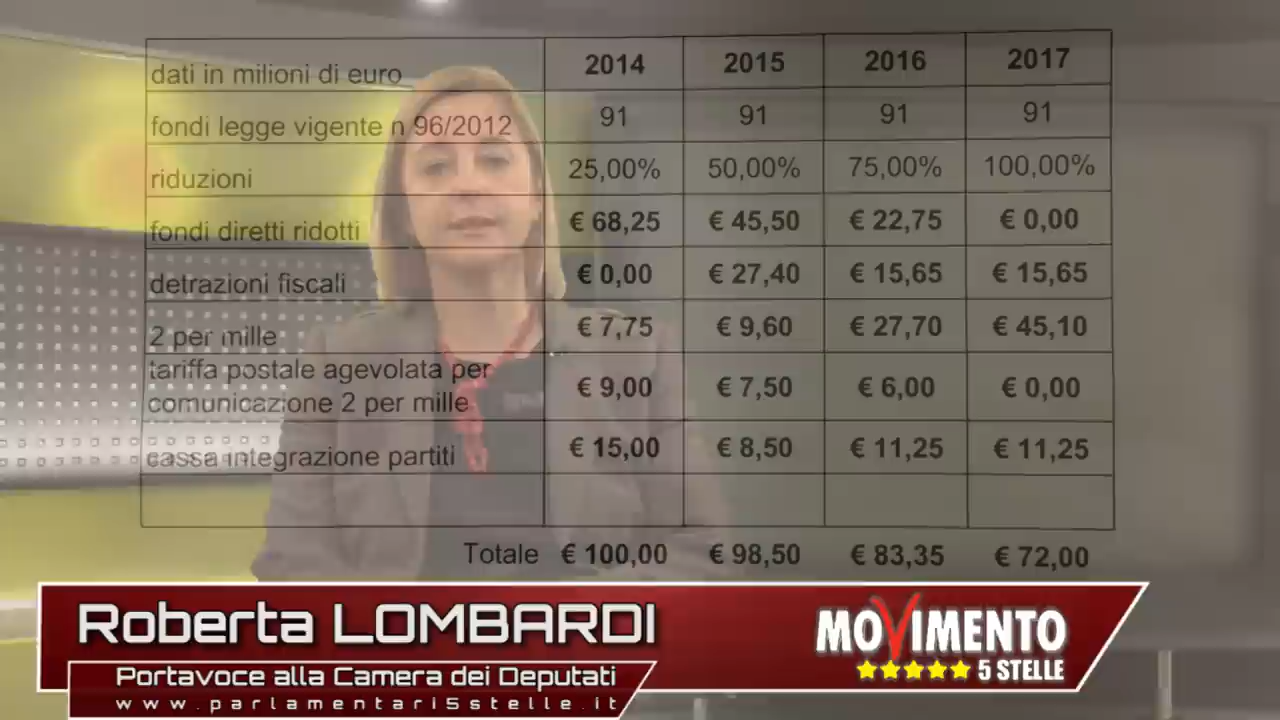 dati in milioni di euro 2014 2015 2016 2017
fondi legge vigente n 96/2012 91 91 91 91
riduzioni 25,00% 50,00% 75,00% 100,00%
fondi diretti ridotti € 68,25 € 45,50 € 22,75 € 0,00
detrazioni fiscali € 0,00 € 27,40 € 15,65 € 15,65
2 per mille € 7,75 € 9,60 € 27,70 € 45,10
tariffa postale agevolata per
comunicazione 2 per mille € 9,00 € 7,50 € 6,00 € 0,00
cassa integrazione partiti € 15,00 € 8,50 € 11,25 € 11,25
Totale € 100,00 € 98,50 € 83,35 € 72,00
Roberta LOMBARDI
Portavoce alla Camera dei Deputati
www.parlamentari5stelle.it
MOVIMENTO
5 STELLE